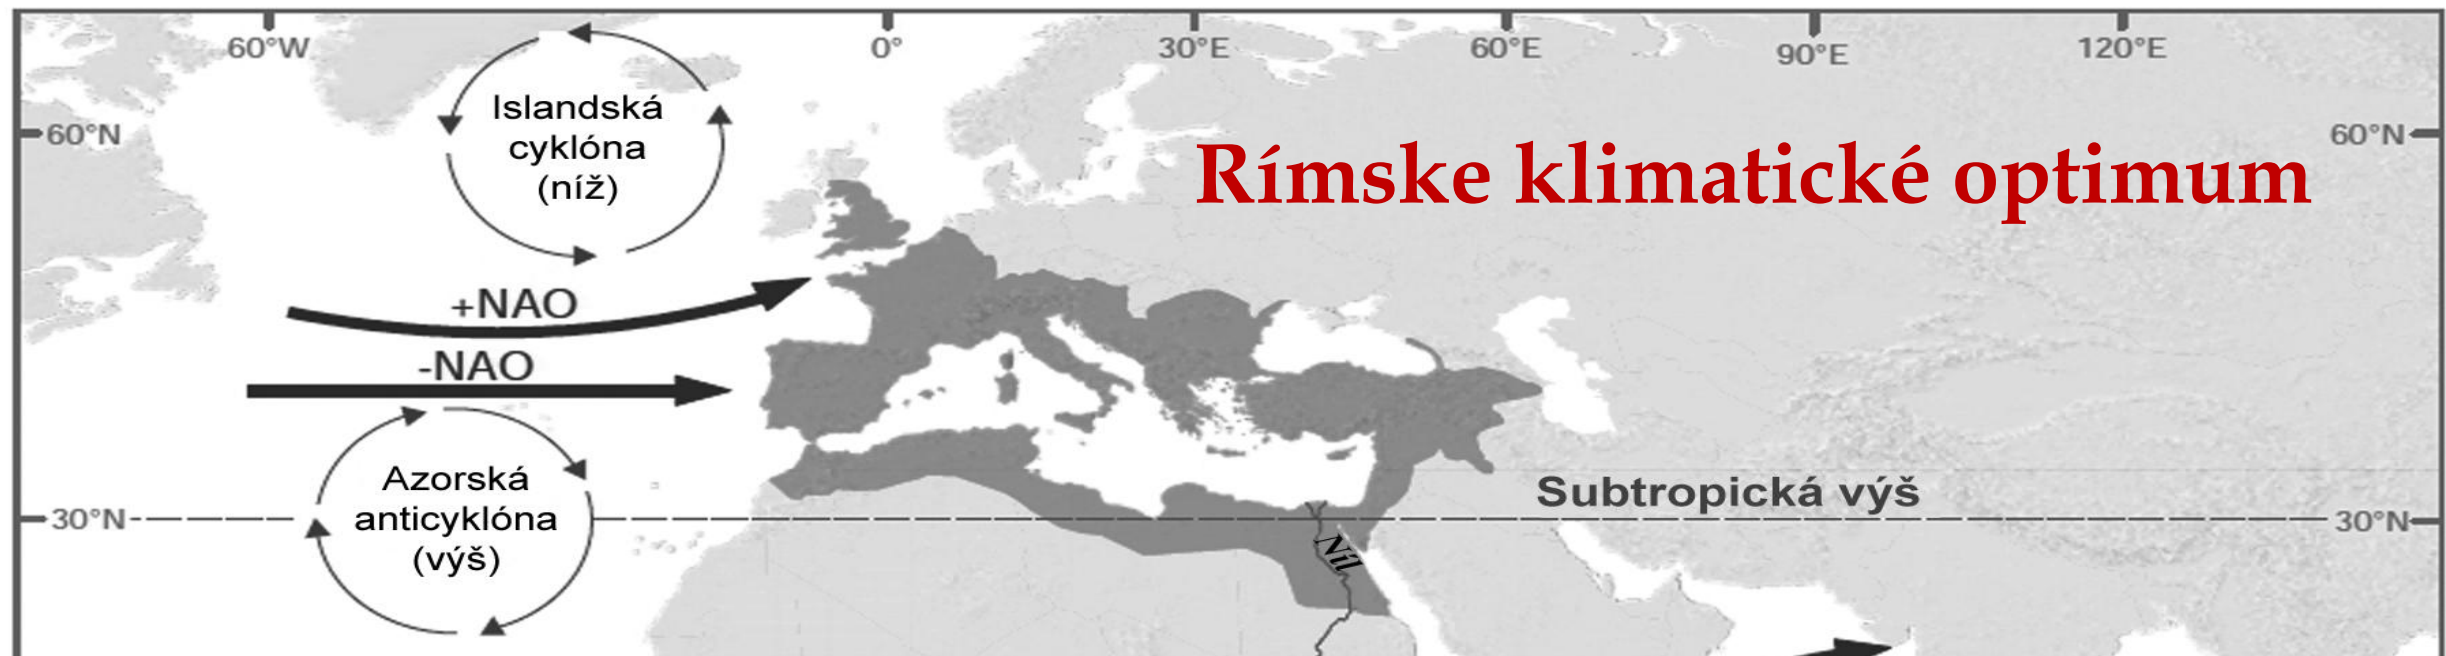 60°W
0°
30°E
60°E
90°E
120°E
Islandská
cyklóna
(níž)
60°N
60°N
Rímske klimatické optimum
+NAO
-NAO
Azorská
anticyklóna
(výš)
Subtropická výš
30°N
30°N
Níl